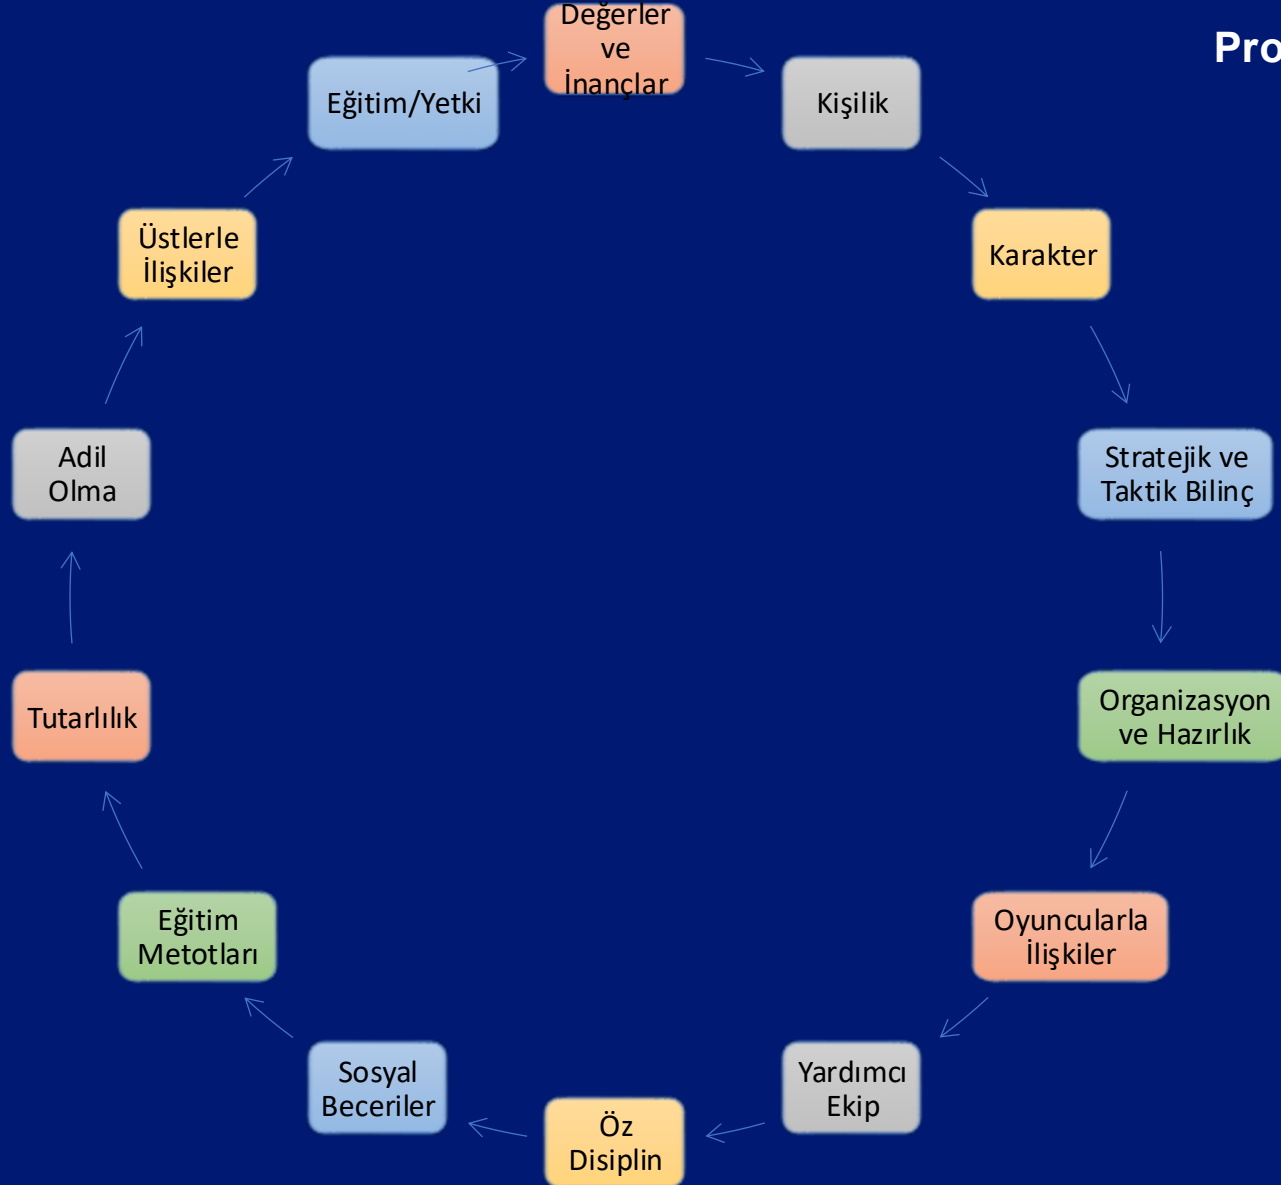 Pro
Değerler
ve
İnançlar
Kişilik
Karakter
Stratejik ve
Taktik Bilinç
Organizasyon
ve Hazırlık
Oyuncularla
İlişkiler
Yardımcı
Ekip
Öz
Disiplin
Sosyal
Beceriler
Eğitim
Metotları
Tutarlılık
Adil
Olma
Üstlerle
İlişkiler
Eğitim/Yetki